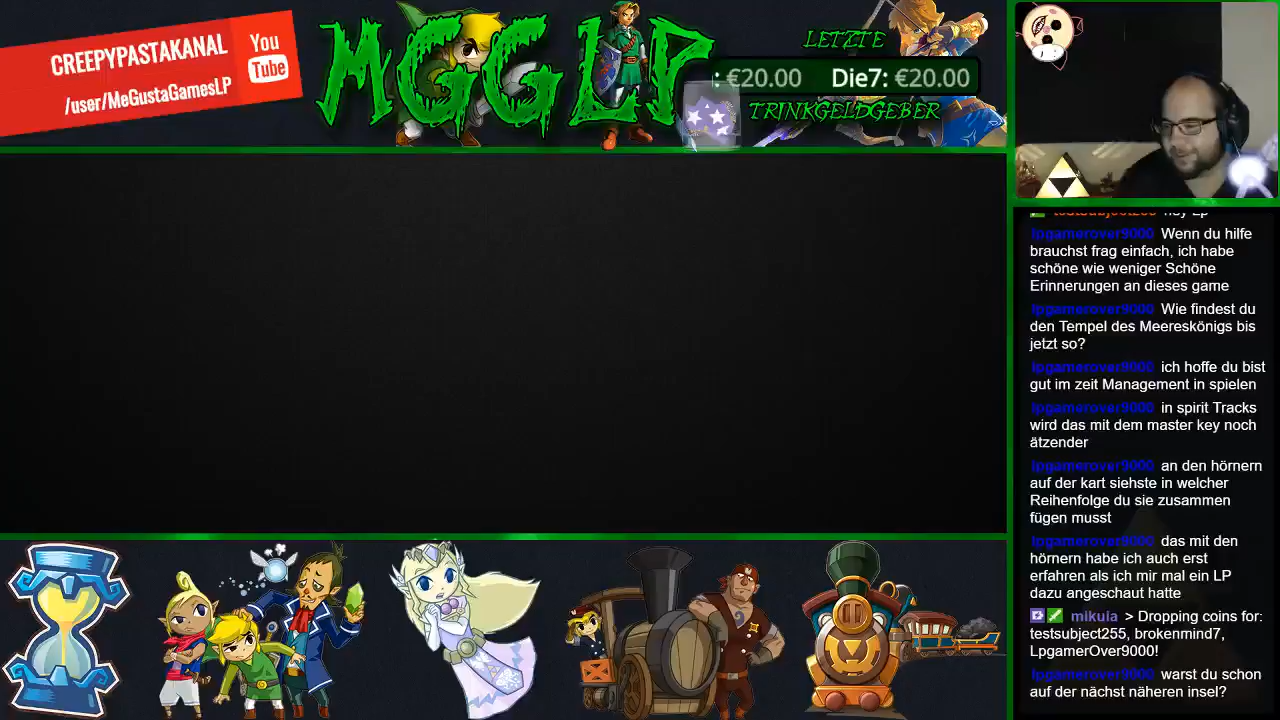 CREEPYPASTAKANAL
You
Tube
/user/MeGustaGamesLP
MGGLP
LETZTE
: €20.00 Die7: €20.00
TRINKGELDGEBER
testsubject255 hey Lp
lpgamerover9000 Wenn du hilfe
brauchst frag einfach, ich habe
schöne wie weniger Schöne
Erinnerungen an dieses game
lpgamerover9000 Wie findest du
den Tempel des Meereskönigs bis
jetzt so?
lpgamerover9000 ich hoffe du bist
gut im zeit Management in spielen
lpgamerover9000 in spirit Tracks
wird das mit dem master key noch
ätzender
lpgamerover9000 an den hörnern
auf der kart siehste in welcher
Reihenfolge du sie zusammen
fügen musst
lpgamerover9000 das mit den
hörnern habe ich auch erst
erfahren als ich mir mal ein LP
dazu angeschaut hatte
mikuia > Dropping coins for:
testsubject255, brokenmind7,
LpgamerOver9000!
lpgamerover9000 warst du schon
auf der nächst näheren insel?